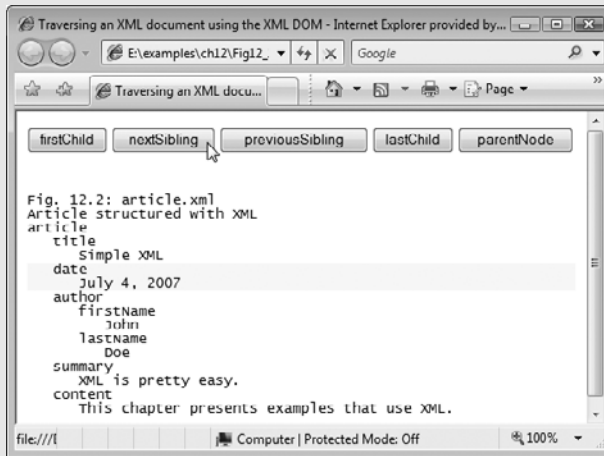 Traversing an XML document using the XML DOM - Internet Explorer provided by...
E:\examples\ch12\Fig12_
Google
Traversing an XML docu...
Page
»
firstChild nextSibling previousSibling lastChild parentNode
Fig. 12.2: article.xml
Article structured with XML
article
title
Simple XML
date
July 4, 2007
author
firstName
John
lastName
Doe
summary
XML is pretty easy.
content
This chapter presents examples that use XML.
file:///
Computer | Protected Mode: Off
100%